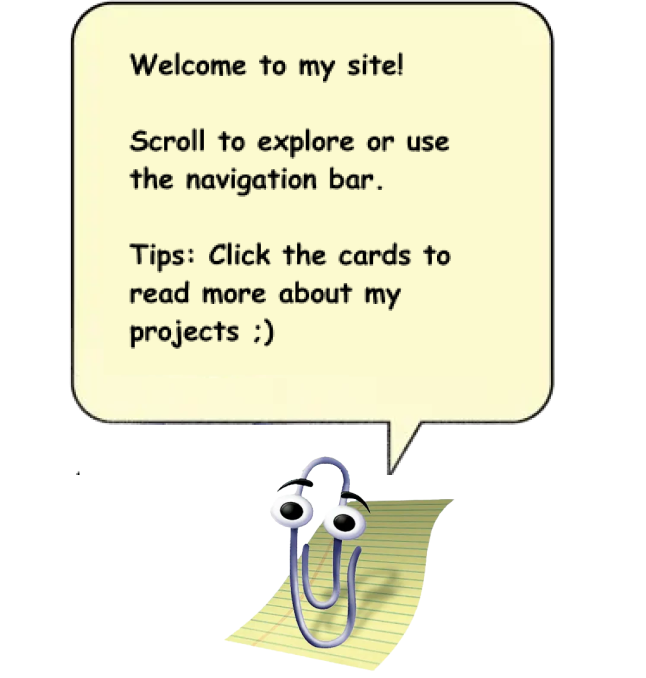 Welcome to my site!
Scroll to explore or use
the navigation bar.
Tips: Click the cards to
read more about my
projects ;)